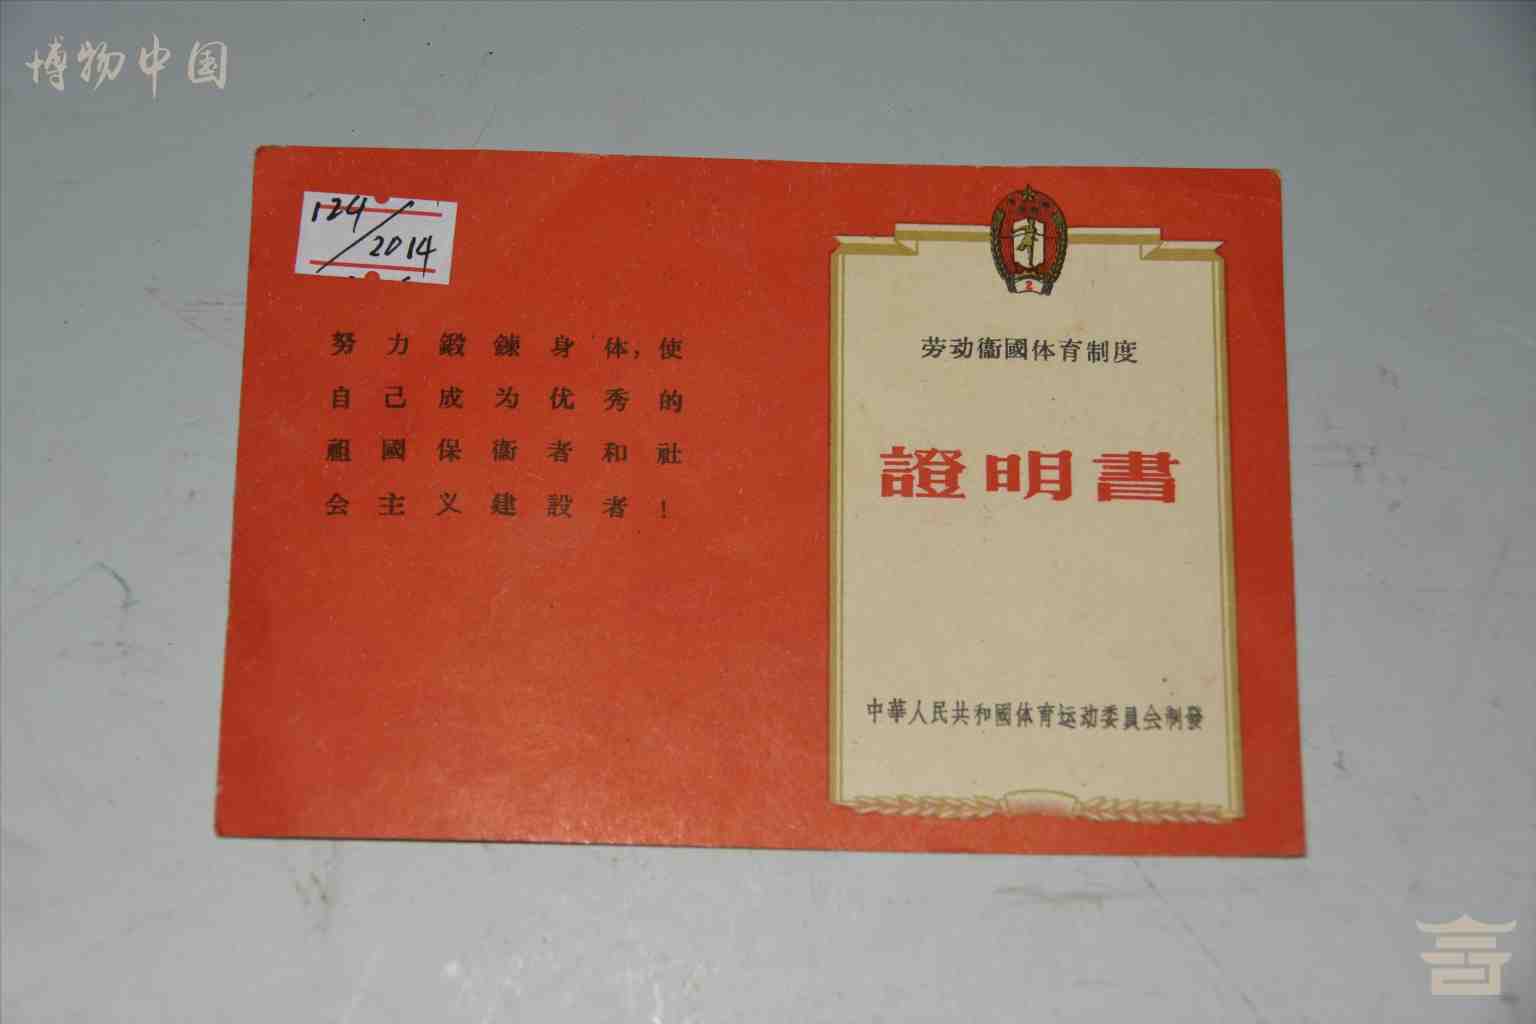 博物中国
124/2014
努力鍛鍊身体，使
自己成为优秀的
祖國保衞者和社
会主义建設者！
2
劳动衞國体育制度
證明書
中華人民共和國体育运动委員会制發